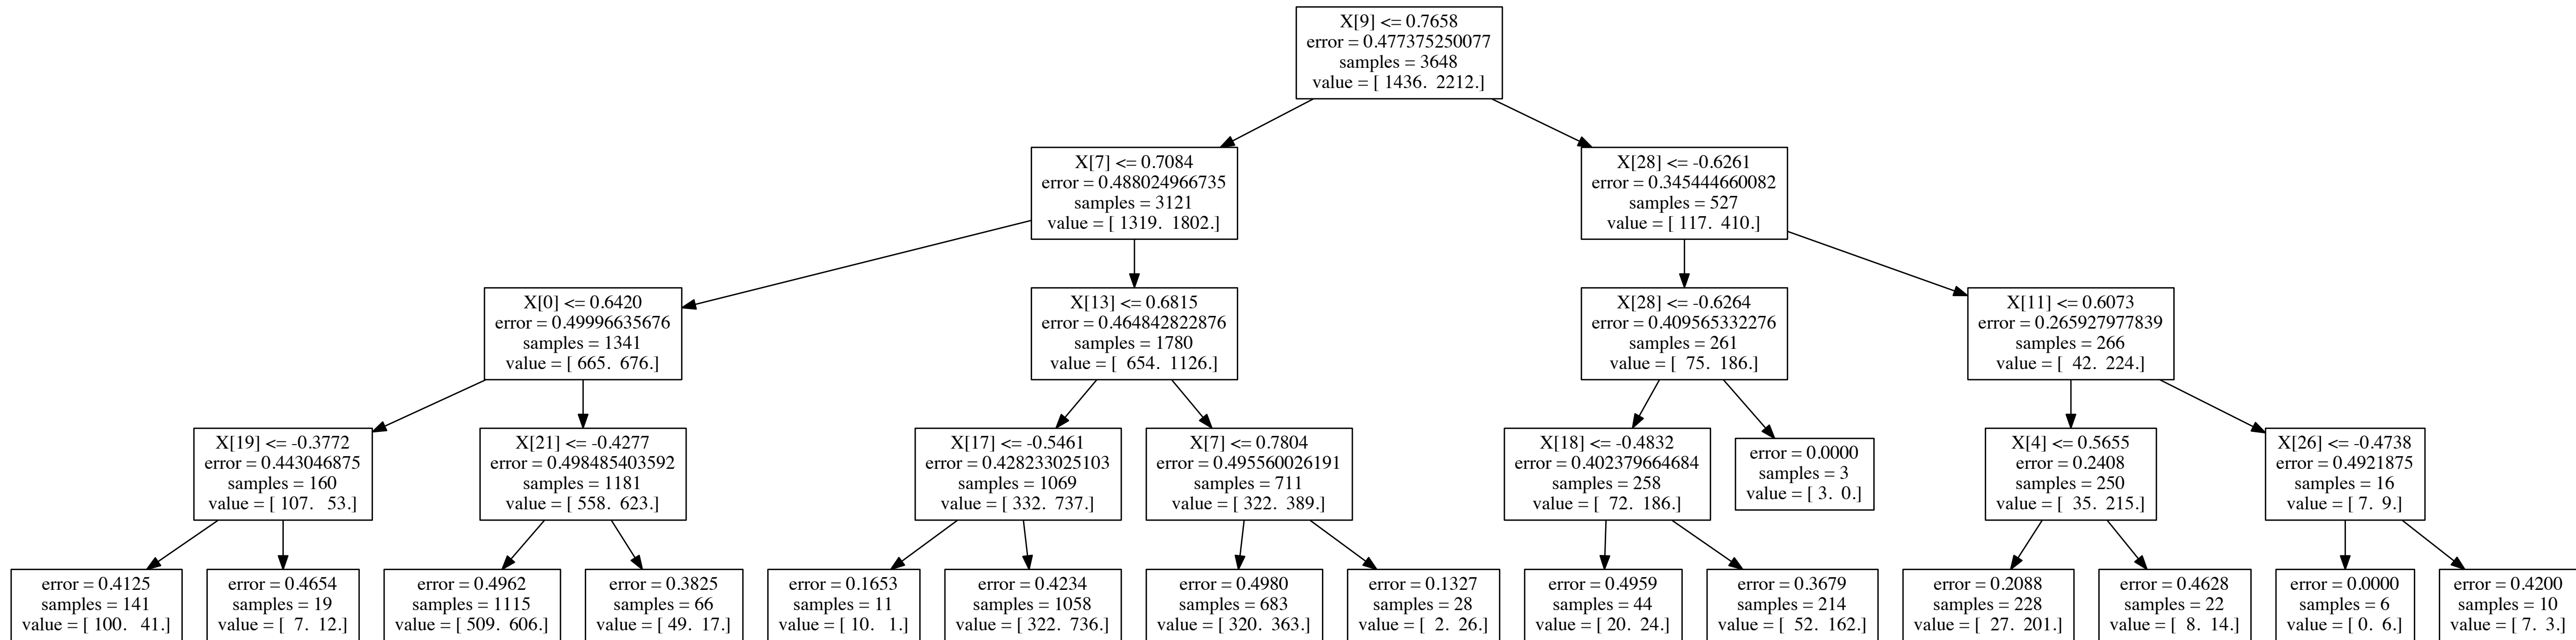 X[9] <= 0.7658
error = 0.477375250077
samples = 3648
value = [ 1436.  2212.]
X[7] <= 0.7084
error = 0.488024966735
samples = 3121
value = [ 1319.  1802.]
X[28] <= -0.6261
error = 0.345444660082
samples = 527
value = [ 117.  410.]
X[0] <= 0.6420
error = 0.49996635676
samples = 1341
value = [ 665.  676.]
X[13] <= 0.6815
error = 0.464842822876
samples = 1780
value = [  654.  1126.]
X[28] <= -0.6264
error = 0.409565332276
samples = 261
value = [  75.  186.]
X[11] <= 0.6073
error = 0.265927977839
samples = 266
value = [  42.  224.]
X[19] <= -0.3772
error = 0.443046875
samples = 160
value = [ 107.   53.]
X[21] <= -0.4277
error = 0.498485403592
samples = 1181
value = [ 558.  623.]
X[17] <= -0.5461
error = 0.428233025103
samples = 1069
value = [ 332.  737.]
X[7] <= 0.7804
error = 0.495560026191
samples = 711
value = [ 322.  389.]
X[18] <= -0.4832
error = 0.402379664684
samples = 258
value = [  72.  186.]
error = 0.0000
samples = 3
value = [ 3.  0.]
X[4] <= 0.5655
error = 0.2408
samples = 250
value = [  35.  215.]
X[26] <= -0.4738
error = 0.4921875
samples = 16
value = [ 7.  9.]
error = 0.4125
samples = 141
value = [ 100.  41.]
error = 0.4654
samples = 19
value = [  7.  12.]
error = 0.4962
samples = 1115
value = [ 509.  606.]
error = 0.3825
samples = 66
value = [ 49.  17.]
error = 0.1653
samples = 11
value = [ 10.   1.]
error = 0.4234
samples = 1058
value = [ 322.  736.]
error = 0.4980
samples = 683
value = [ 320.  363.]
error = 0.1327
samples = 28
value = [  2.  26.]
error = 0.4959
samples = 44
value = [ 20.  24.]
error = 0.3679
samples = 214
value = [  52.  162.]
error = 0.2088
samples = 228
value = [  27.  201.]
error = 0.4628
samples = 22
value = [  8.  14.]
error = 0.0000
samples = 6
value = [ 0.  6.]
error = 0.4200
samples = 10
value = [ 7.  3.]